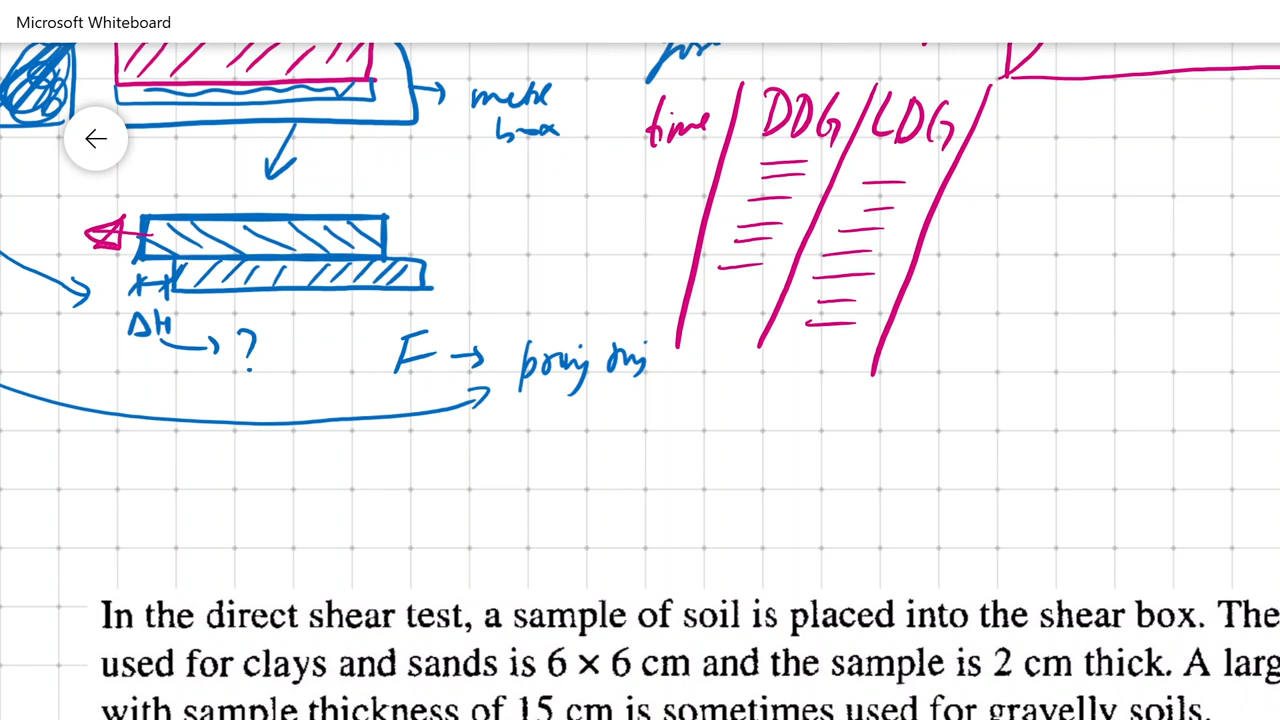 Microsoft Whiteboard
metal
box
time DDG LDG
ΔH
?
F → proving ring
In the direct shear test, a sample of soil is placed into the shear box. The
used for clays and sands is 6 × 6 cm and the sample is 2 cm thick. A larg
with sample thickness of 15 cm is sometimes used for gravelly soils.